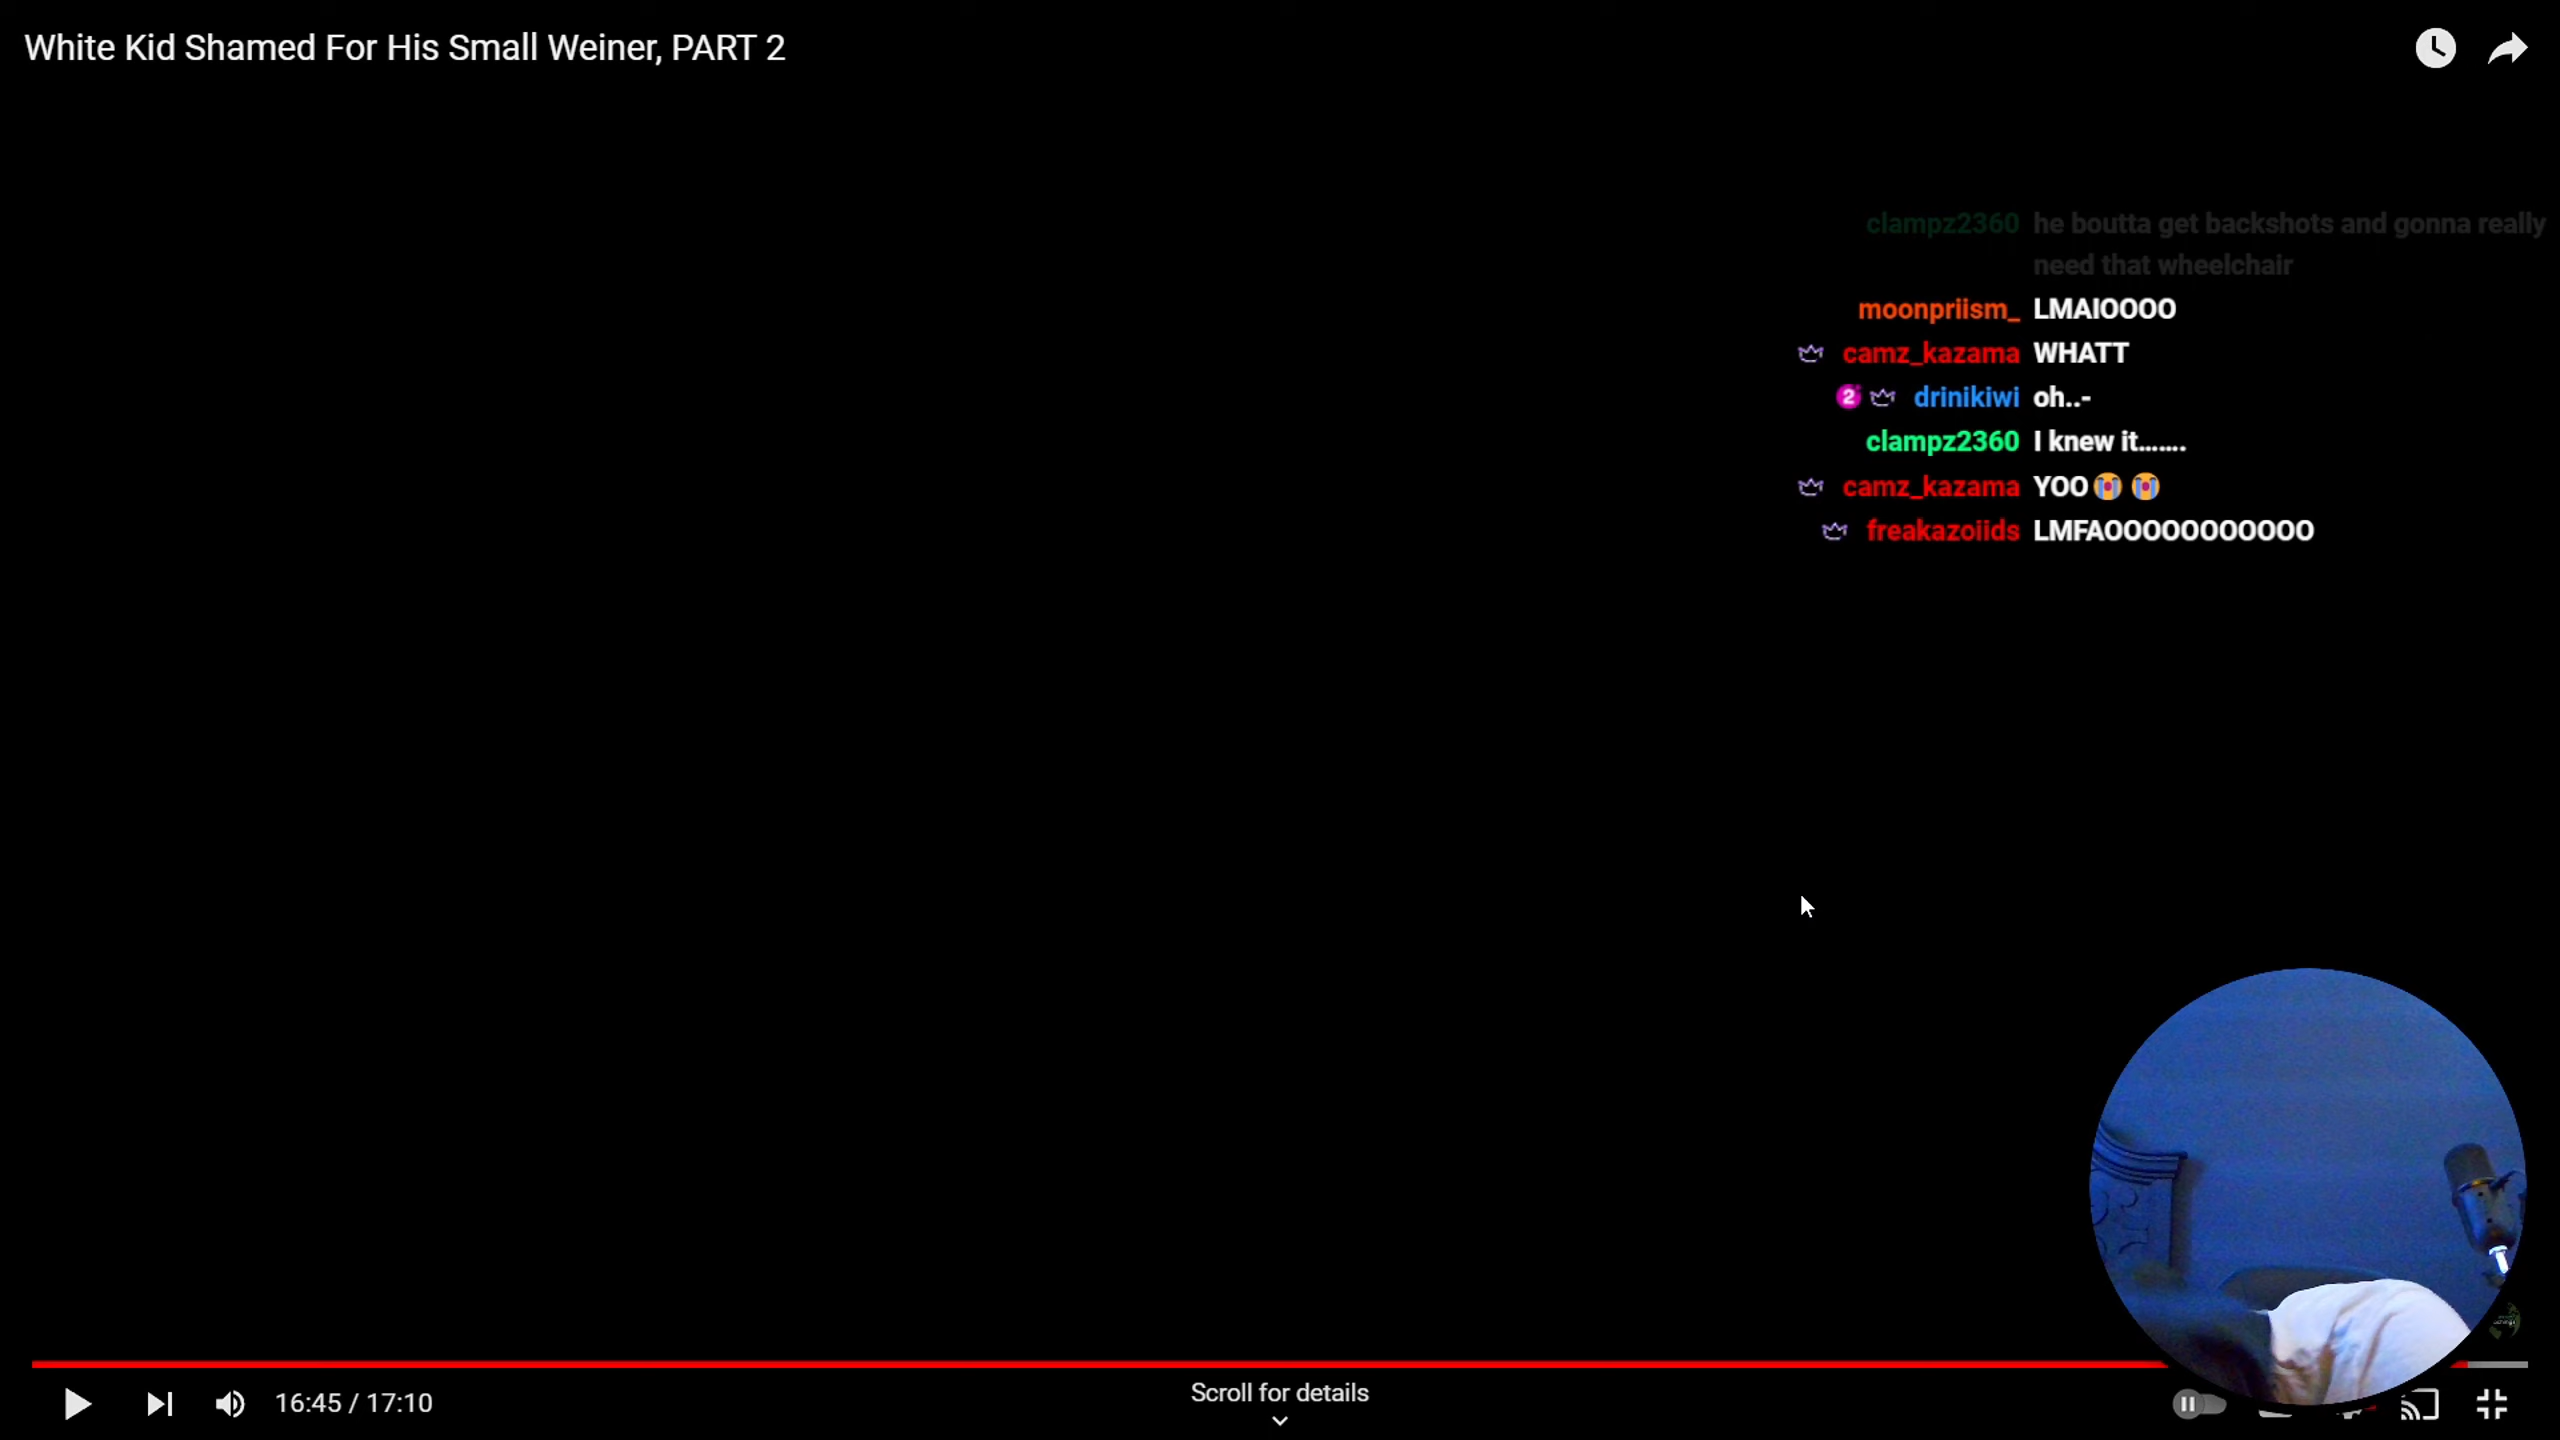 White Kid Shamed For His Small Weiner, PART 2
clampz2360 he boutta get backshots and gonna really
need that wheelchair
moonpriism_ LMAIOOOO
camz_kazama WHATT
2 drinikiwi oh..-
clampz2360 I knew it.......
camz_kazama YOO😭 😭
freakazoiids LMFAOOOOOOOOOOO
16:45 / 17:10
Scroll for details